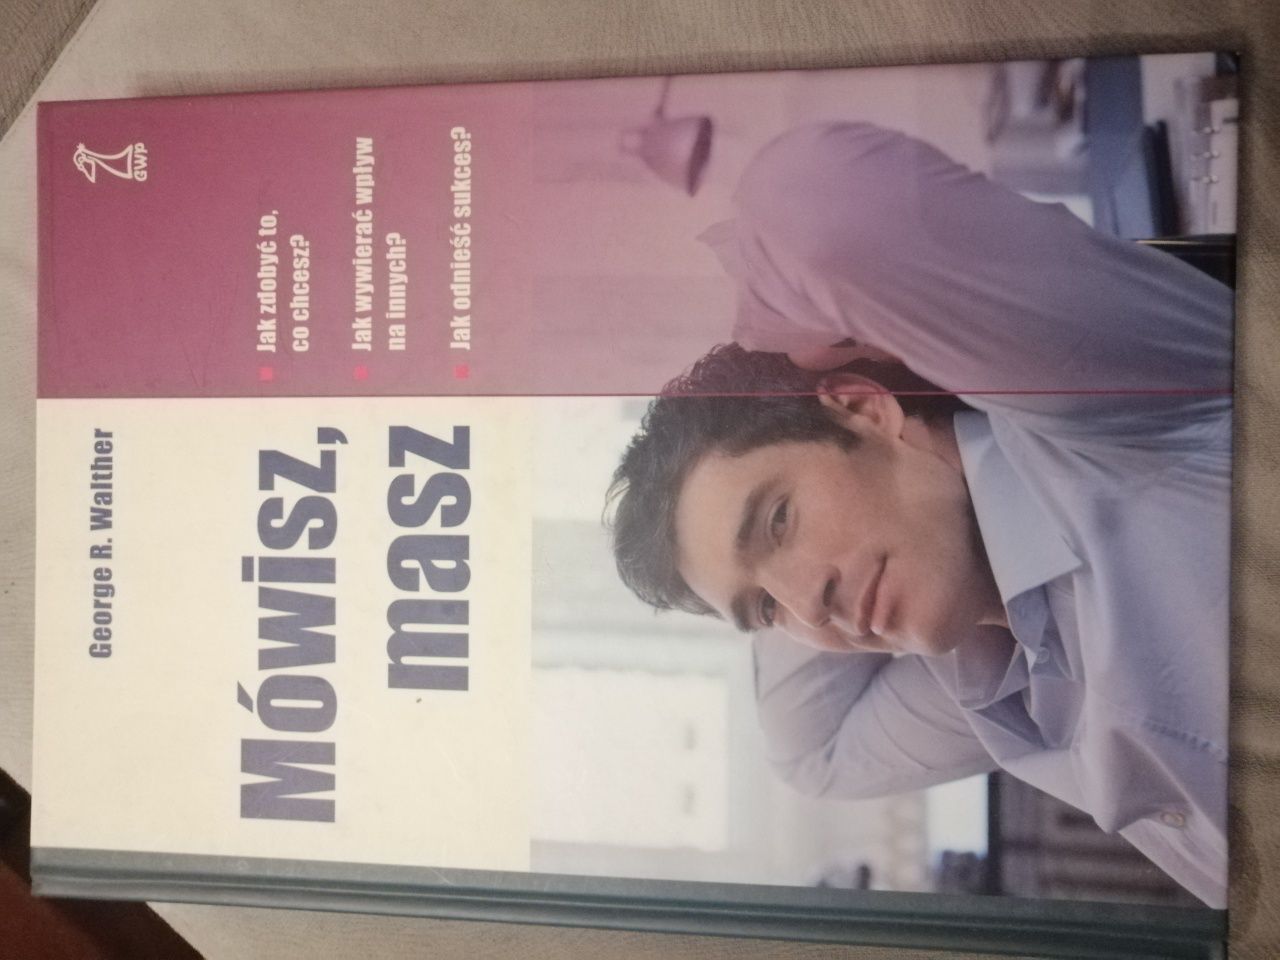 George R. Walther
Mówisz,
masz
Jak zdobyć to,
co chcesz?
Jak wywierać wpływ
na innych?
Jak odnieść sukces?
GWP